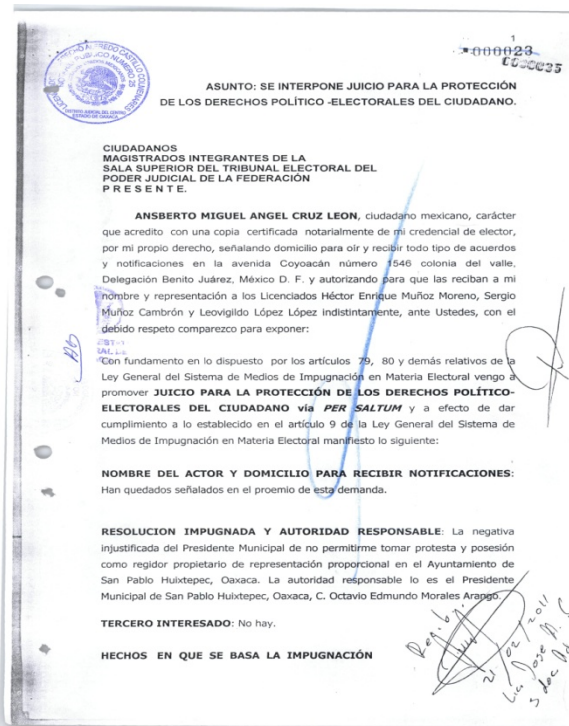 1
000023
0000035
ASUNTO: SE INTERPONE JUICIO PARA LA PROTECCIÓN
DE LOS DERECHOS POLÍTICO -ELECTORALES DEL CIUDADANO.
CIUDADANOS
MAGISTRADOS INTEGRANTES DE LA
SALA SUPERIOR DEL TRIBUNAL ELECTORAL DEL
PODER JUDICIAL DE LA FEDERACIÓN
P R E S E N T E.
ANSBERTO MIGUEL ANGEL CRUZ LEON, ciudadano mexicano, carácter
que acredito con una copia certificada notarialmente de mi credencial de elector,
por mi propio derecho, señalando domicilio para oír y recibir todo tipo de acuerdos
y notificaciones en la avenida Coyoacán número 1546 colonia del valle,
Delegación Benito Juárez, México D. F. y autorizando para que las reciban a mi
nombre y representación a los Licenciados Héctor Enrique Muñoz Moreno, Sergio
Muñoz Cambrón y Leovigildo López López indistintamente, ante Ustedes, con el
debido respeto comparezco para exponer:
Con fundamento en lo dispuesto por los artículos 79, 80 y demás relativos de la
Ley General del Sistema de Medios de Impugnación en Materia Electoral vengo a
promover JUICIO PARA LA PROTECCIÓN DE LOS DERECHOS POLÍTICO-
ELECTORALES DEL CIUDADANO vía PER SALTUM y a efecto de dar
cumplimiento a lo establecido en el artículo 9 de la Ley General del Sistema de
Medios de Impugnación en Materia Electoral manifiesto lo siguiente:
NOMBRE DEL ACTOR Y DOMICILIO PARA RECIBIR NOTIFICACIONES:
Han quedados señalados en el proemio de esta demanda.
RESOLUCION IMPUGNADA Y AUTORIDAD RESPONSABLE: La negativa
injustificada del Presidente Municipal de no permitirme tomar protesta y posesión
como regidor propietario de representación proporcional en el Ayuntamiento de
San Pablo Huixtepec, Oaxaca. La autoridad responsable lo es el Presidente
Municipal de San Pablo Huixtepec, Oaxaca, C. Octavio Edmundo Morales Arango.
TERCERO INTERESADO: No hay.
HECHOS EN QUE SE BASA LA IMPUGNACIÓN
21/02/2011
Lic José